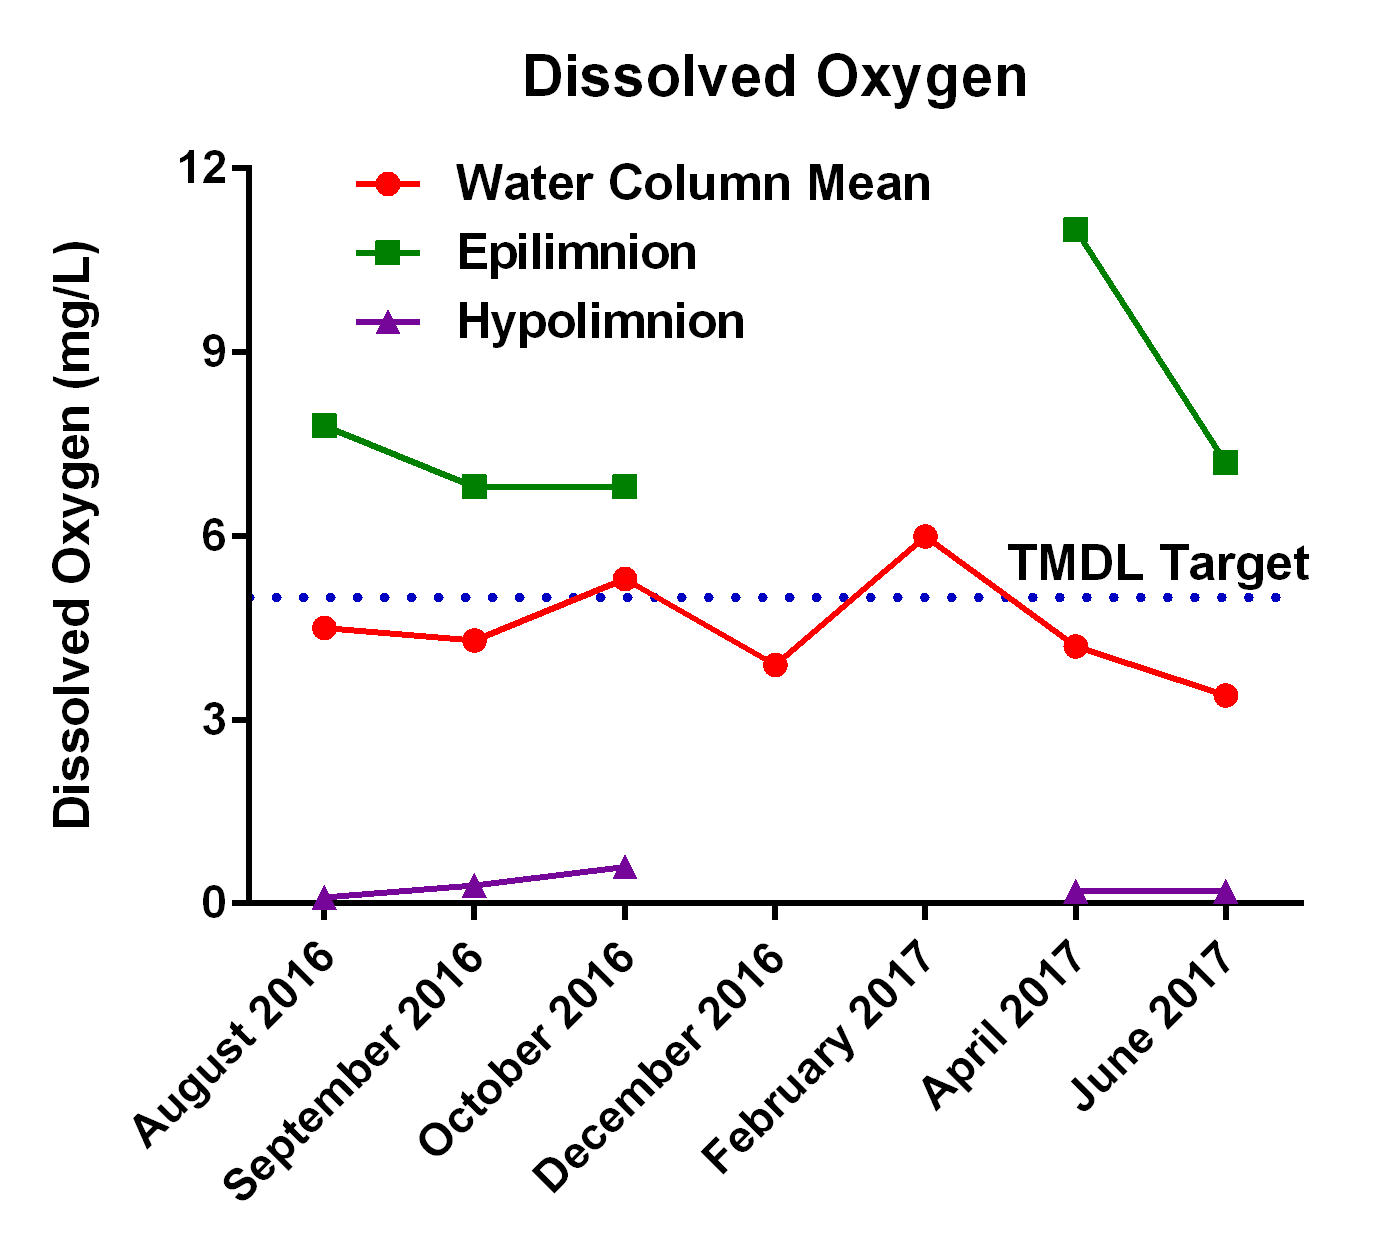 Dissolved Oxygen
Water Column Mean
Epilimnion
Hypolimnion
TMDL Target
Dissolved Oxygen (mg/L)
12
9
6
3
0
August 2016
September 2016
October 2016
December 2016
February 2017
April 2017
June 2017